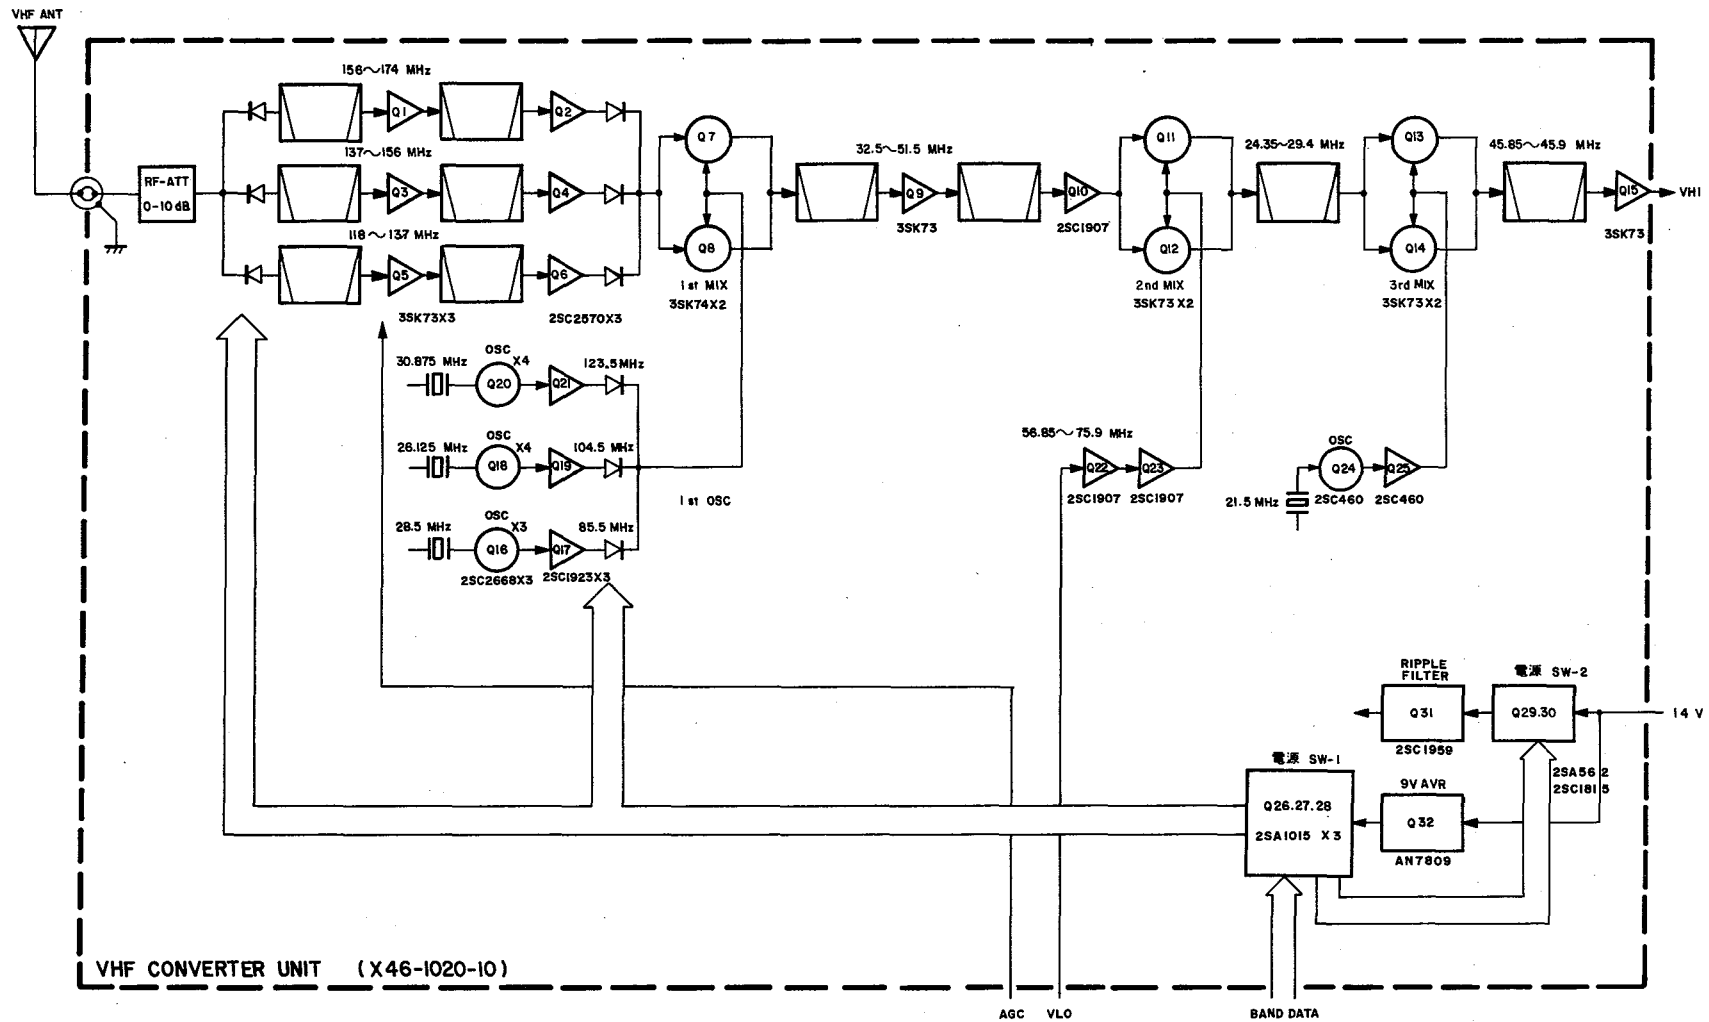 VHF ANT
156～174 MHz
Q1
Q2
RF-ATT
0-10dB
137～156 MHz
Q3
Q4
118～137 MHz
Q5
Q6
3SK73X3
2SC2570X3
Q7
Q8
1st MIX
3SK74X2
32.5～51.5 MHz
Q9
3SK73
Q10
2SC1907
Q11
Q12
2nd MIX
3SK73X2
24.35～29.4 MHz
Q13
Q14
3rd MIX
3SK73X2
45.85～45.9 MHz
Q15
3SK73
VH1
30.875 MHz
OSC
X4
Q20
Q21
123.5MHz
26.125 MHz
OSC
X4
Q18
Q19
104.5 MHz
1st OSC
28.5 MHz
OSC
X3
Q16
Q17
85.5 MHz
2SC2668X3
2SC1923X3
56.85～75.9 MHz
Q22
Q23
2SC1907
2SC1907
OSC
Q24
Q25
21.5 MHz
2SC460
2SC460
RIPPLE
FILTER
Q31
2SC1959
電源 SW-2
Q29.30
14V
2SA562
2SC1815
電源 SW-1
Q26.27.28
2SA1015 X3
9V AVR
Q32
AN7809
VHF CONVERTER UNIT (X46-1020-10)
AGC
VLO
BAND DATA